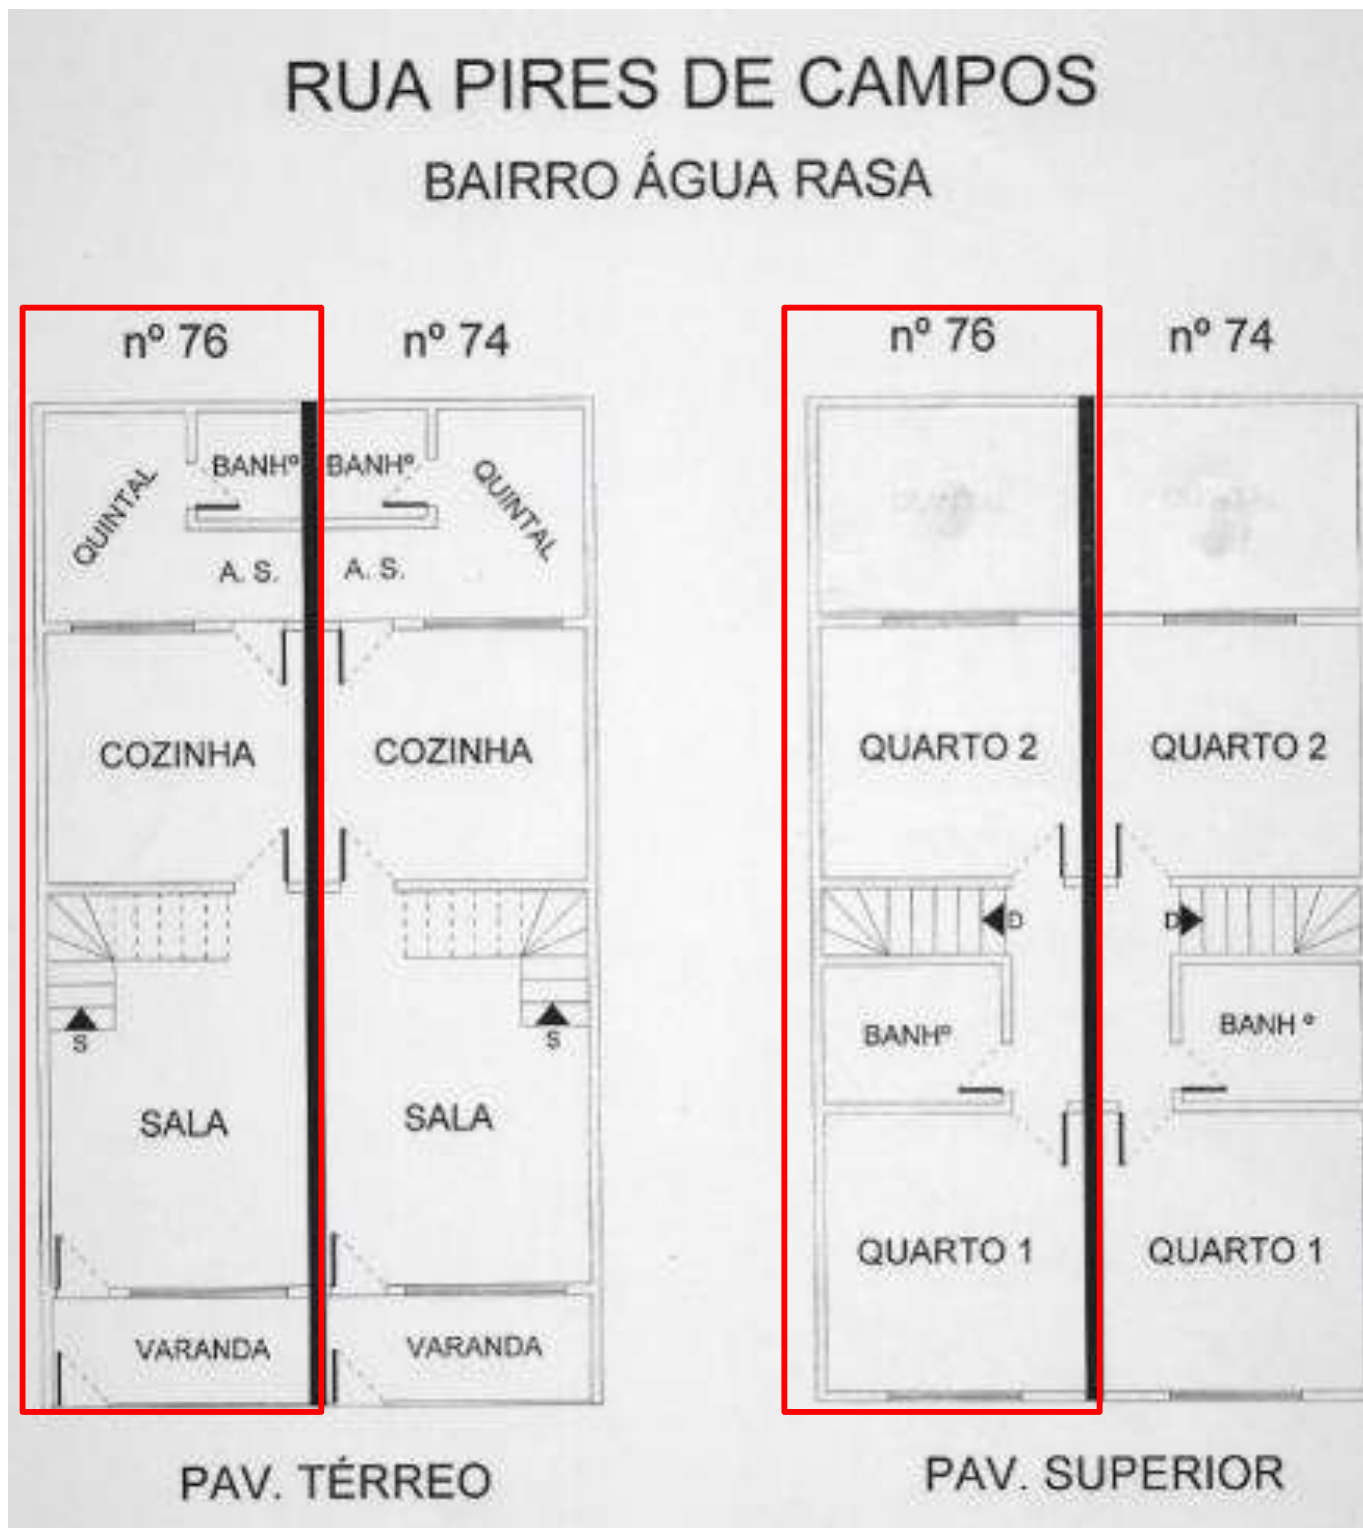 RUA PIRES DE CAMPOS
BAIRRO ÁGUA RASA
nº 76
nº 74
BANHº
BANHº
QUINTAL
QUINTAL
A. S.
A. S.
COZINHA
COZINHA
S
S
SALA
SALA
VARANDA
VARANDA
PAV. TÉRREO
nº 76
nº 74
QUARTO 2
QUARTO 2
D
D
BANHº
BANH º
QUARTO 1
QUARTO 1
PAV. SUPERIOR